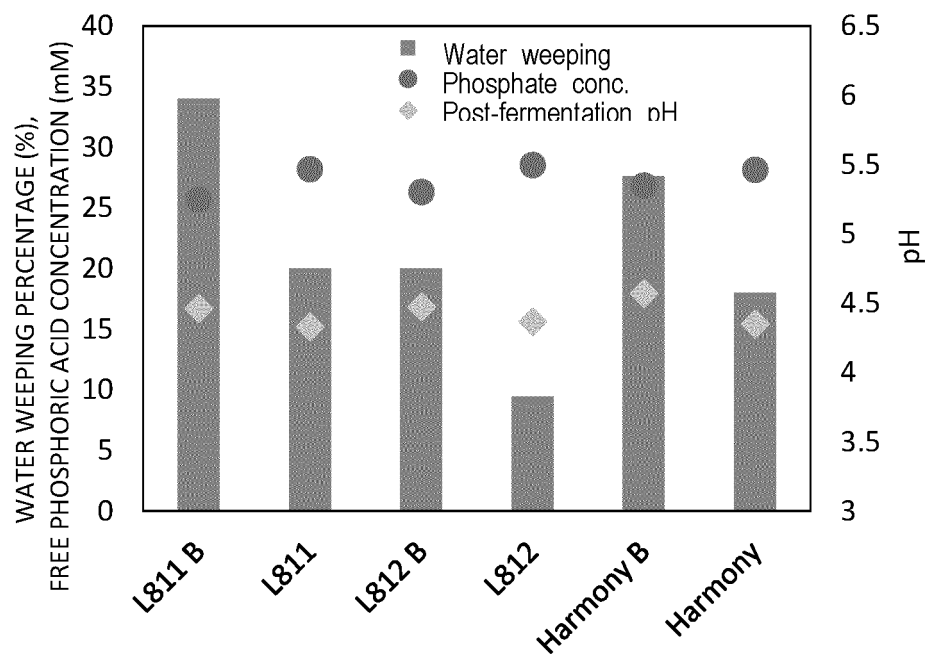 WATER WEEPING PERCENTAGE (%),
FREE PHOSPHORIC ACID CONCENTRATION (mM)
40
35
30
25
20
15
10
5
0
Water weeping
Phosphate conc.
Post-fermentation pH
6.5
6
5.5
5
4.5
4
3.5
3
pH
L811 B
L811
L812 B
L812
Harmony B
Harmony